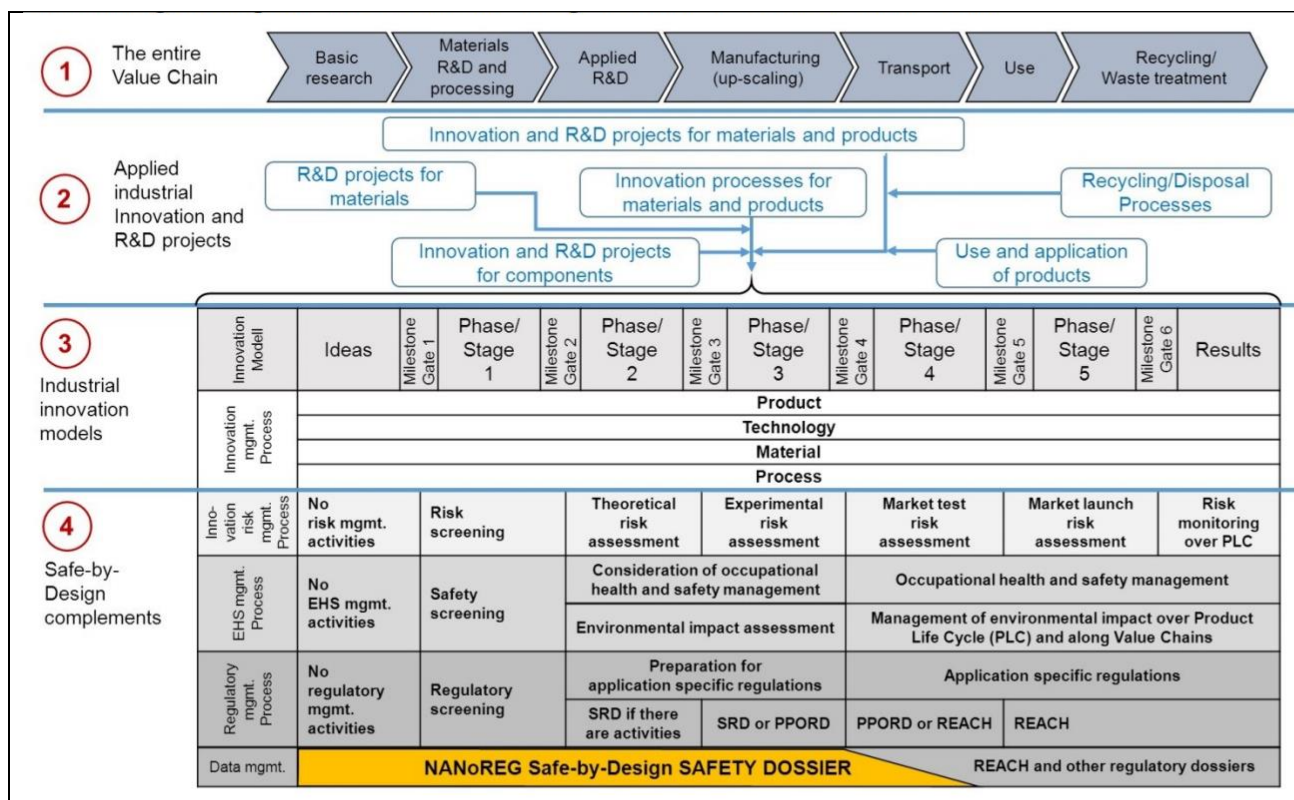 1
The entire
Value Chain
Basic
research
Materials
R&D and
processing
Applied
R&D
Manufacturing
(up-scaling)
Transport
Use
Recycling/
Waste treatment
2
Applied
industrial
Innovation and
R&D projects
Innovation and R&D projects for materials and products
R&D projects for
materials
Innovation processes for
materials and products
Recycling/Disposal
Processes
Innovation and R&D projects
for components
Use and application
of products
3
Industrial
innovation
models
Innovation
Modell
Ideas
Milestone
Gate 1
Phase/
Stage
1
Milestone
Gate 2
Phase/
Stage
2
Milestone
Gate 3
Phase/
Stage
3
Milestone
Gate 4
Phase/
Stage
4
Milestone
Gate 5
Phase/
Stage
5
Milestone
Gate 6
Results
Innovation
mgmt.
Process
Product
Technology
Material
Process
4
Safe-by-
Design
complements
Inno-
vation risk
mgmt.
Process
No
risk mgmt.
activities
Risk
screening
Theoretical
risk
assessment
Experimental
risk
assessment
Market test
risk
assessment
Market launch
risk
assessment
Risk
monitoring
over PLC
EHS mgmt.
Process
No
EHS mgmt.
activities
Safety
screening
Consideration of occupational
health and safety management
Occupational health and safety management
Environmental impact assessment
Management of environmental impact over Product
Life Cycle (PLC) and along Value Chains
Regulatory
mgmt.
Process
No
regulatory
mgmt.
activities
Regulatory
screening
Preparation for
application specific regulations
Application specific regulations
SRD if there
are activities
SRD or PPORD
PPORD or REACH
REACH
Data mgmt.
NANoREG Safe-by-Design SAFETY DOSSIER
REACH and other regulatory dossiers